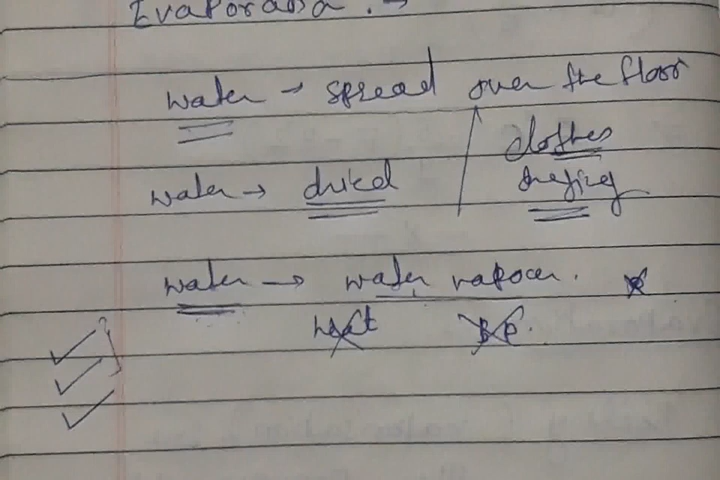 Evaporation :→
water → spread over the floor
clothes
water → dried
drying
water → water vapour.
heat B.P.